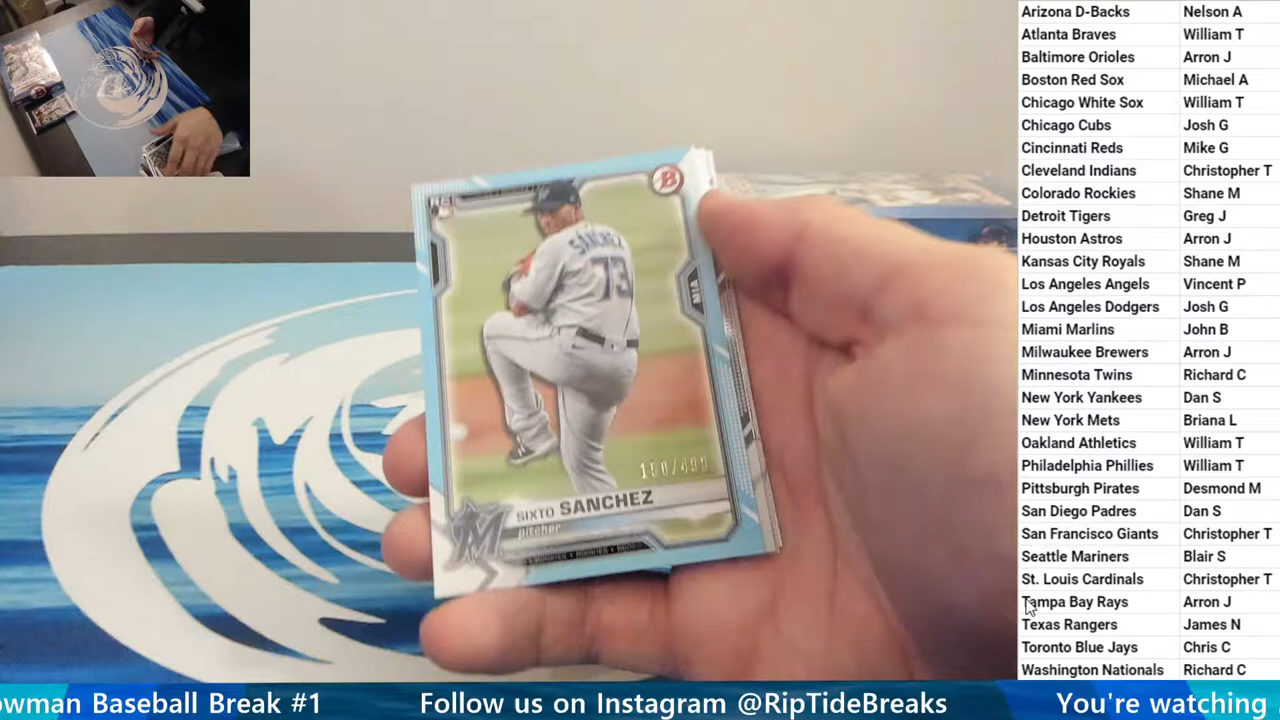 SANCHEZ
73
MIA
B
SIXTO SANCHEZ
pitcher
M
Arizona D-Backs Nelson A
Atlanta Braves William T
Baltimore Orioles Arron J
Boston Red Sox Michael A
Chicago White Sox William T
Chicago Cubs Josh G
Cincinnati Reds Mike G
Cleveland Indians Christopher T
Colorado Rockies Shane M
Detroit Tigers Greg J
Houston Astros Arron J
Kansas City Royals Shane M
Los Angeles Angels Vincent P
Los Angeles Dodgers Josh G
Miami Marlins John B
Milwaukee Brewers Arron J
Minnesota Twins Richard C
New York Yankees Dan S
New York Mets Briana L
Oakland Athletics William T
Philadelphia Phillies William T
Pittsburgh Pirates Desmond M
San Diego Padres Dan S
San Francisco Giants Christopher T
Seattle Mariners Blair S
St. Louis Cardinals Christopher T
Tampa Bay Rays Arron J
Texas Rangers James N
Toronto Blue Jays Chris C
Washington Nationals Richard C
owman Baseball Break #1 Follow us on Instagram @RipTideBreaks You're watching